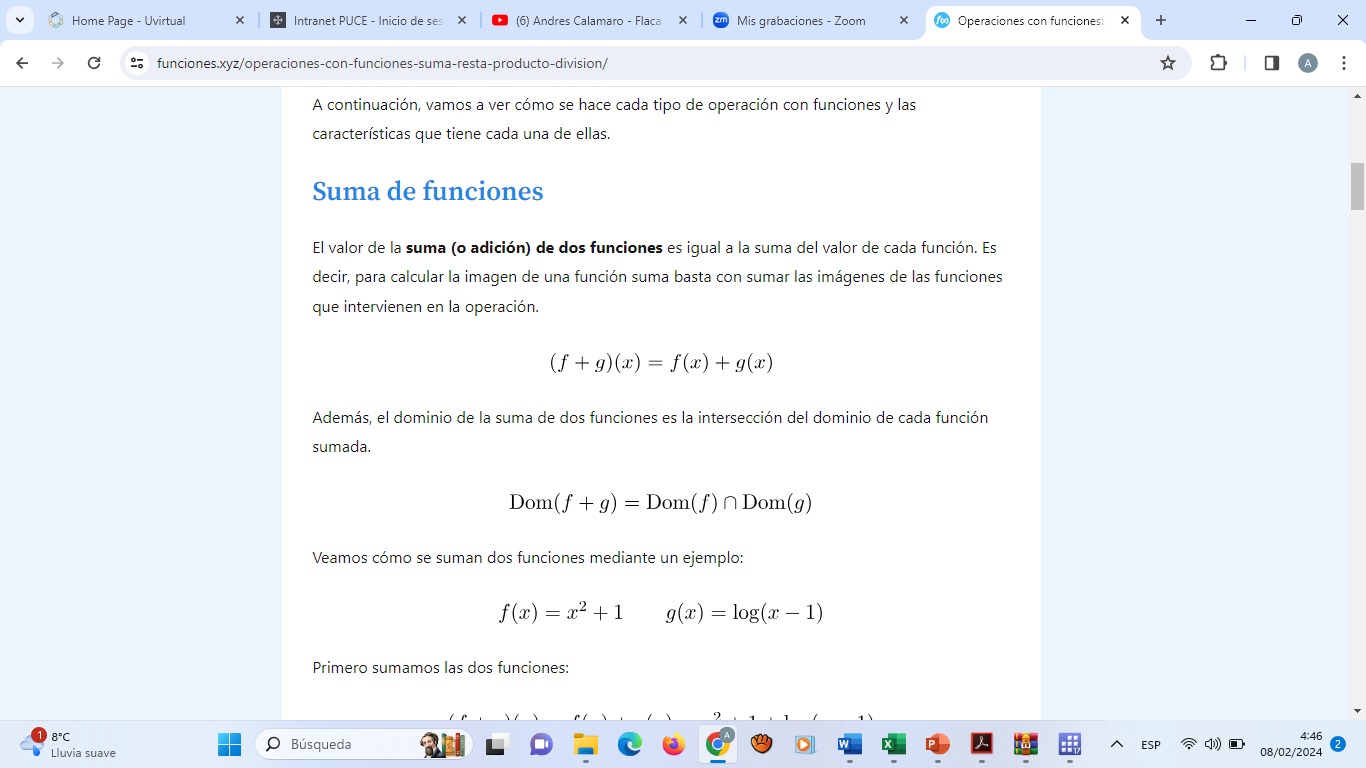 Home Page - Uvirtual
Intranet PUCE - Inicio de ses
(6) Andres Calamaro - Flaca
zm Mis grabaciones - Zoom
f(x) Operaciones con funciones:
funciones.xyz/operaciones-con-funciones-suma-resta-producto-division/
A
A continuación, vamos a ver cómo se hace cada tipo de operación con funciones y las
características que tiene cada una de ellas.
Suma de funciones
El valor de la suma (o adición) de dos funciones es igual a la suma del valor de cada función. Es
decir, para calcular la imagen de una función suma basta con sumar las imágenes de las funciones
que intervienen en la operación.
(f + g)(x) = f(x) + g(x)
Además, el dominio de la suma de dos funciones es la intersección del dominio de cada función
sumada.
Dom(f + g) = Dom(f) ∩ Dom(g)
Veamos cómo se suman dos funciones mediante un ejemplo:
f(x) = x² + 1 g(x) = log(x − 1)
Primero sumamos las dos funciones:
1
8°C
Lluvia suave
Búsqueda
A
W
X
P
17
ESP
4:46
08/02/2024
2